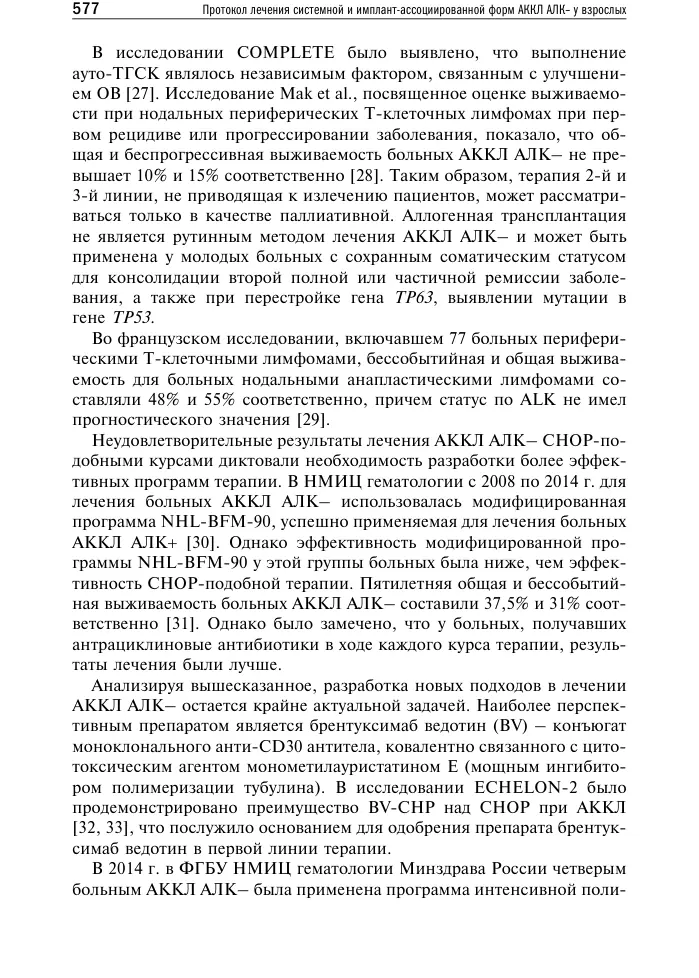 577
Протокол лечения системной и имплант-ассоциированной форм АККЛ АЛК– у взрослых
В исследовании COMPLETE было выявлено, что выполнение
ауто-ТГСК являлось независимым фактором, связанным с улучшени-
ем ОВ [27]. Исследование Mak et al., посвященное оценке выживаемо-
сти при нодальных периферических Т-клеточных лимфомах при пер-
вом рецидиве или прогрессировании заболевания, показало, что об-
щая и беспрогрессивная выживаемость больных АККЛ АЛК– не пре-
вышает 10% и 15% соответственно [28]. Таким образом, терапия 2-й и
3-й линии, не приводящая к излечению пациентов, может рассматри-
ваться только в качестве паллиативной. Аллогенная трансплантация
не является рутинным методом лечения АККЛ АЛК– и может быть
применена у молодых больных с сохранным соматическим статусом
для консолидации второй полной или частичной ремиссии заболе-
вания, а также при перестройке гена TP63, выявлении мутации в
гене TP53.
Во французском исследовании, включавшем 77 больных перифери-
ческими Т-клеточными лимфомами, бессобытийная и общая выжива-
емость для больных нодальными анапластическими лимфомами со-
ставляли 48% и 55% соответственно, причем статус по ALK не имел
прогностического значения [29].
Неудовлетворительные результаты лечения АККЛ АЛК– СНОР-по-
добными курсами диктовали необходимость разработки более эффек-
тивных программ терапии. В НМИЦ гематологии с 2008 по 2014 г. для
лечения больных АККЛ АЛК– использовалась модифицированная
программа NHL-BFM-90, успешно применяемая для лечения больных
АККЛ АЛК+ [30]. Однако эффективность модифицированной про-
граммы NHL-BFM-90 у этой группы больных была ниже, чем эффек-
тивность СНОР-подобной терапии. Пятилетняя общая и бессобытий-
ная выживаемость больных АККЛ АЛК– составили 37,5% и 31% соот-
ветственно [31]. Однако было замечено, что у больных, получавших
антрациклиновые антибиотики в ходе каждого курса терапии, резуль-
таты лечения были лучше.
Анализируя вышесказанное, разработка новых подходов в лечении
АККЛ АЛК– остается крайне актуальной задачей. Наиболее перспек-
тивным препаратом является брентуксимаб ведотин (BV) – конъюгат
моноклонального анти-CD30 антитела, ковалентно связанного с цито-
токсическим агентом монометилауристатином Е (мощным ингибито-
ром полимеризации тубулина). В исследовании ECHELON-2 было
продемонстрировано преимущество BV-CHP над CHOP при АККЛ
[32, 33], что послужило основанием для одобрения препарата брентук-
симаб ведотин в первой линии терапии.
В 2014 г. в ФГБУ НМИЦ гематологии Минздрава России четверым
больным АККЛ АЛК– была применена программа интенсивной поли-